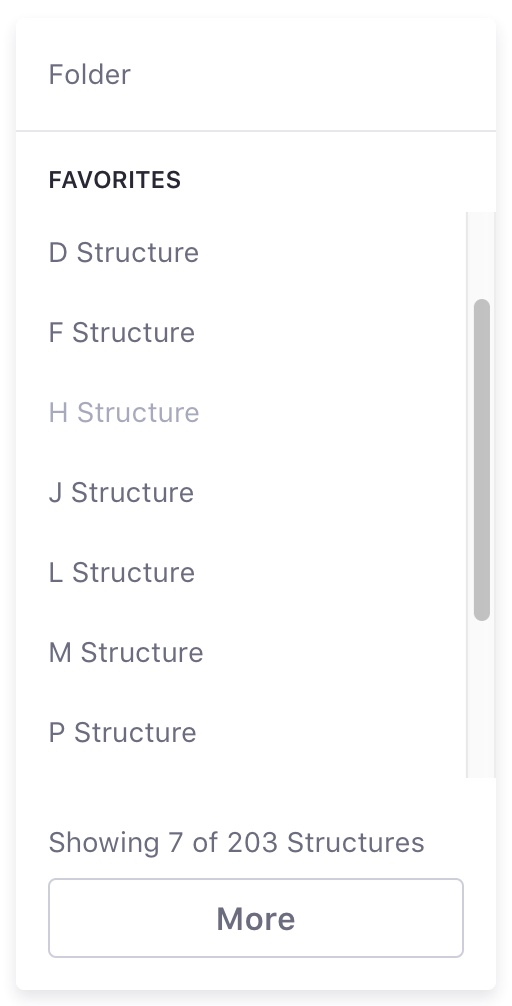 Folder
FAVORITES
D Structure
F Structure
H Structure
J Structure
L Structure
M Structure
P Structure
Showing 7 of 203 Structures
More